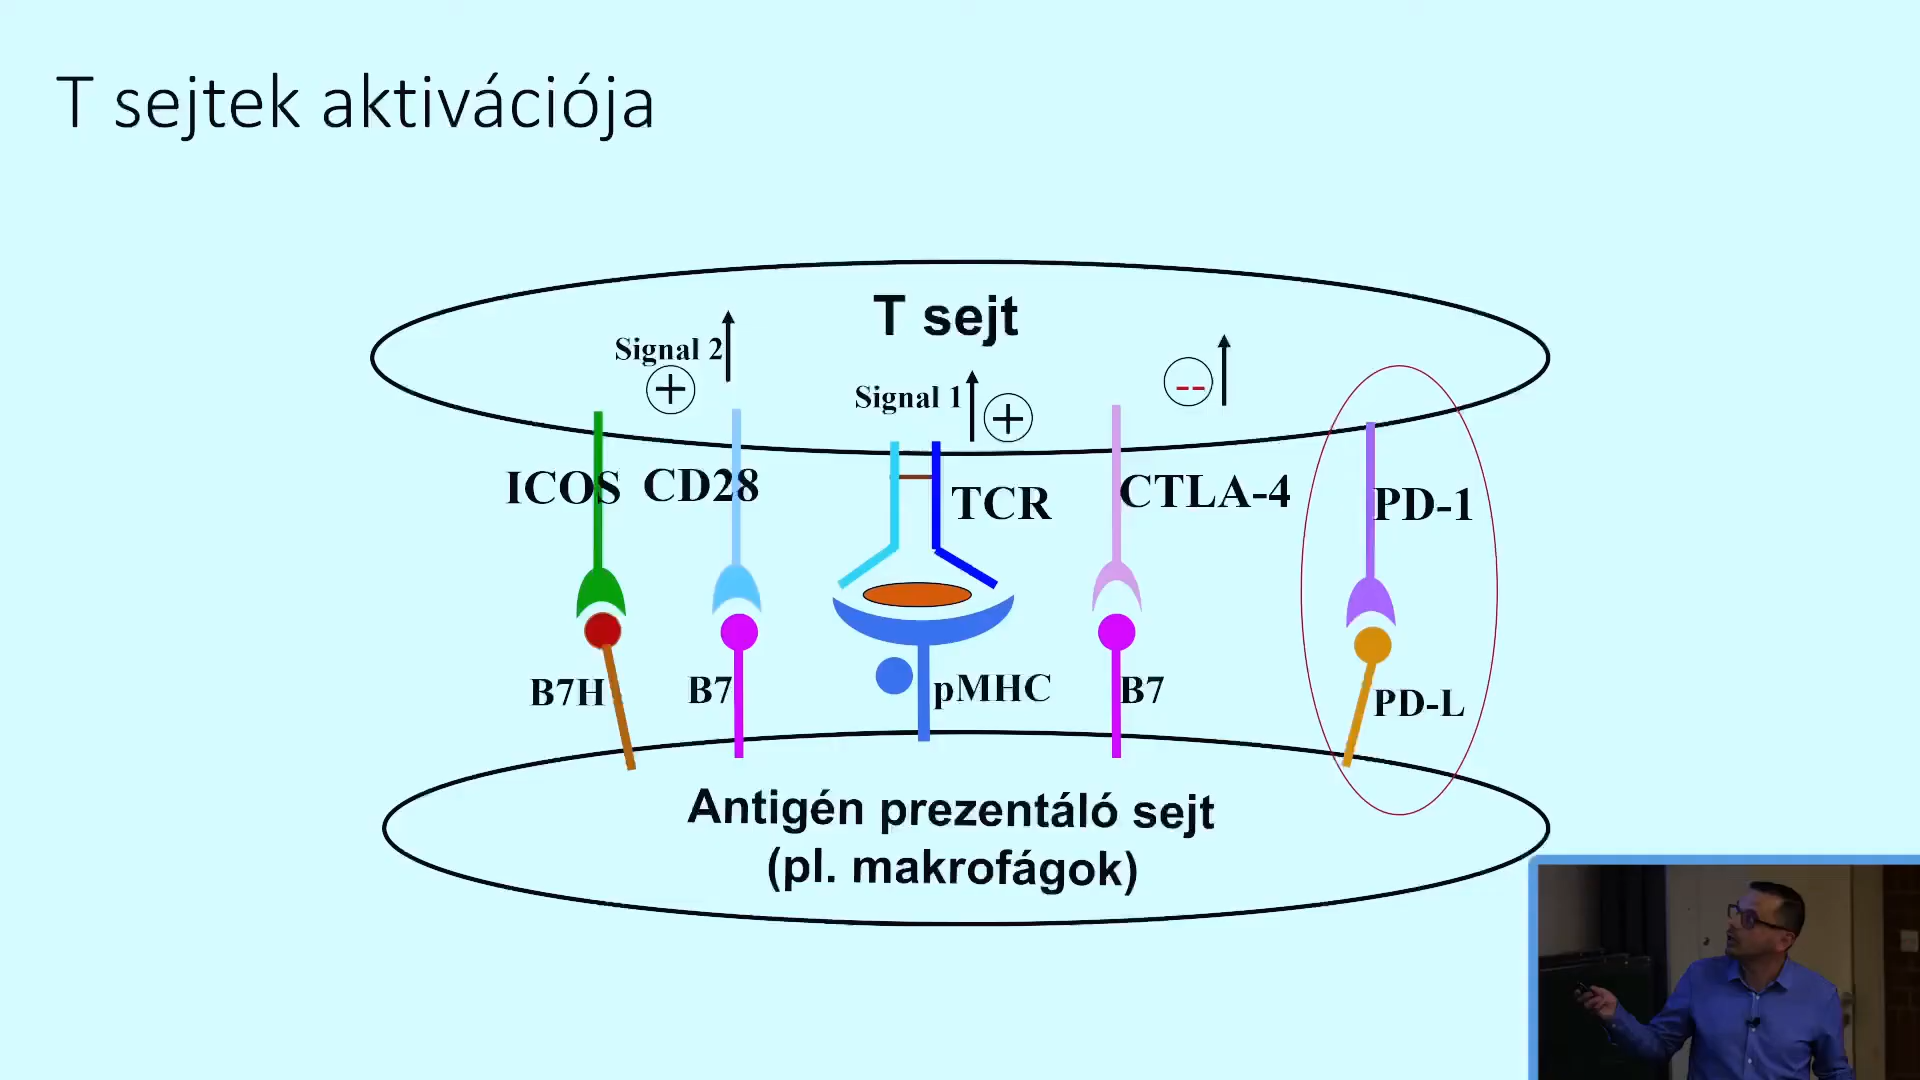 T sejtek aktivációja
T sejt
Signal 2
+
Signal 1
+
--
ICOS
CD28
TCR
CTLA-4
PD-1
B7H
B7
pMHC
B7
PD-L
Antigén prezentáló sejt
(pl. makrofágok)